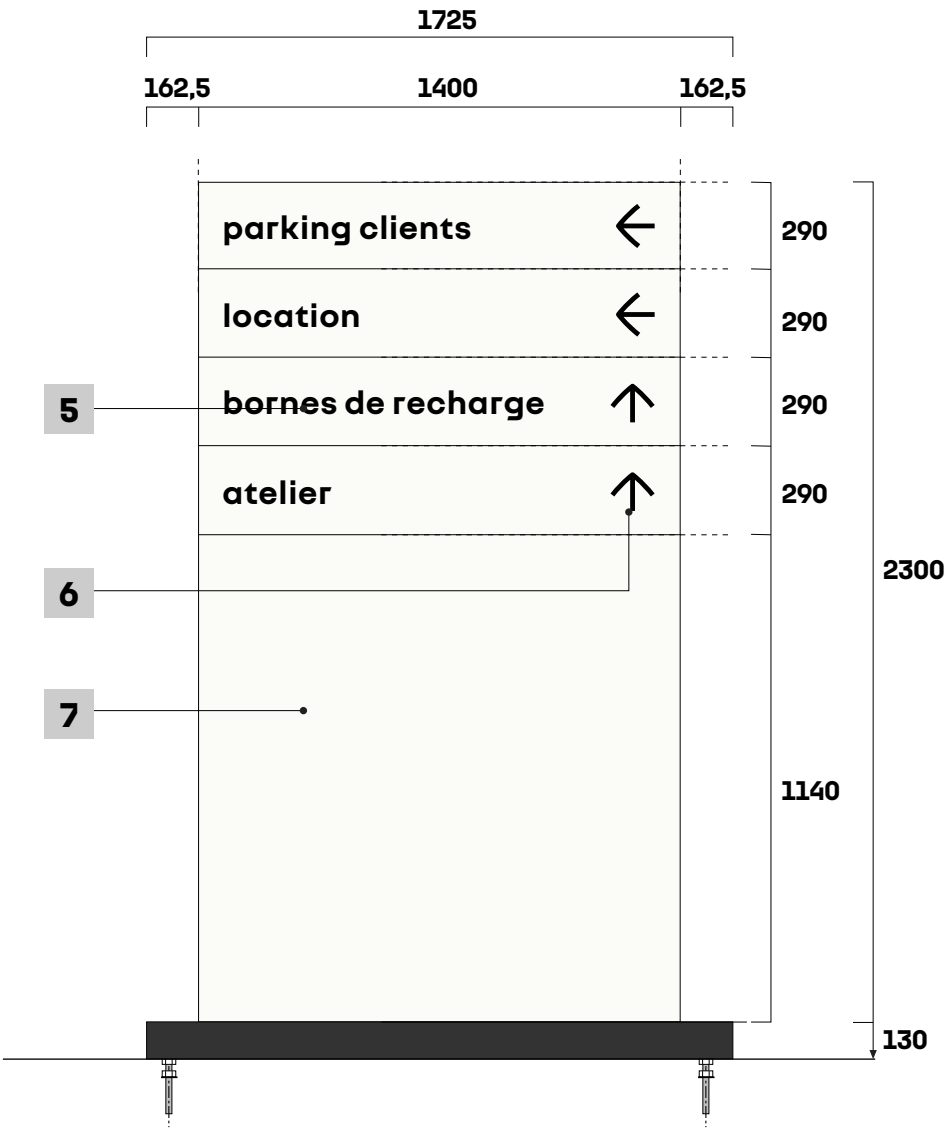 1725
162,5 1400 162,5
parking clients 290
location 290
5 bornes de recharge 290
atelier 290
2300
6
7
1140
130